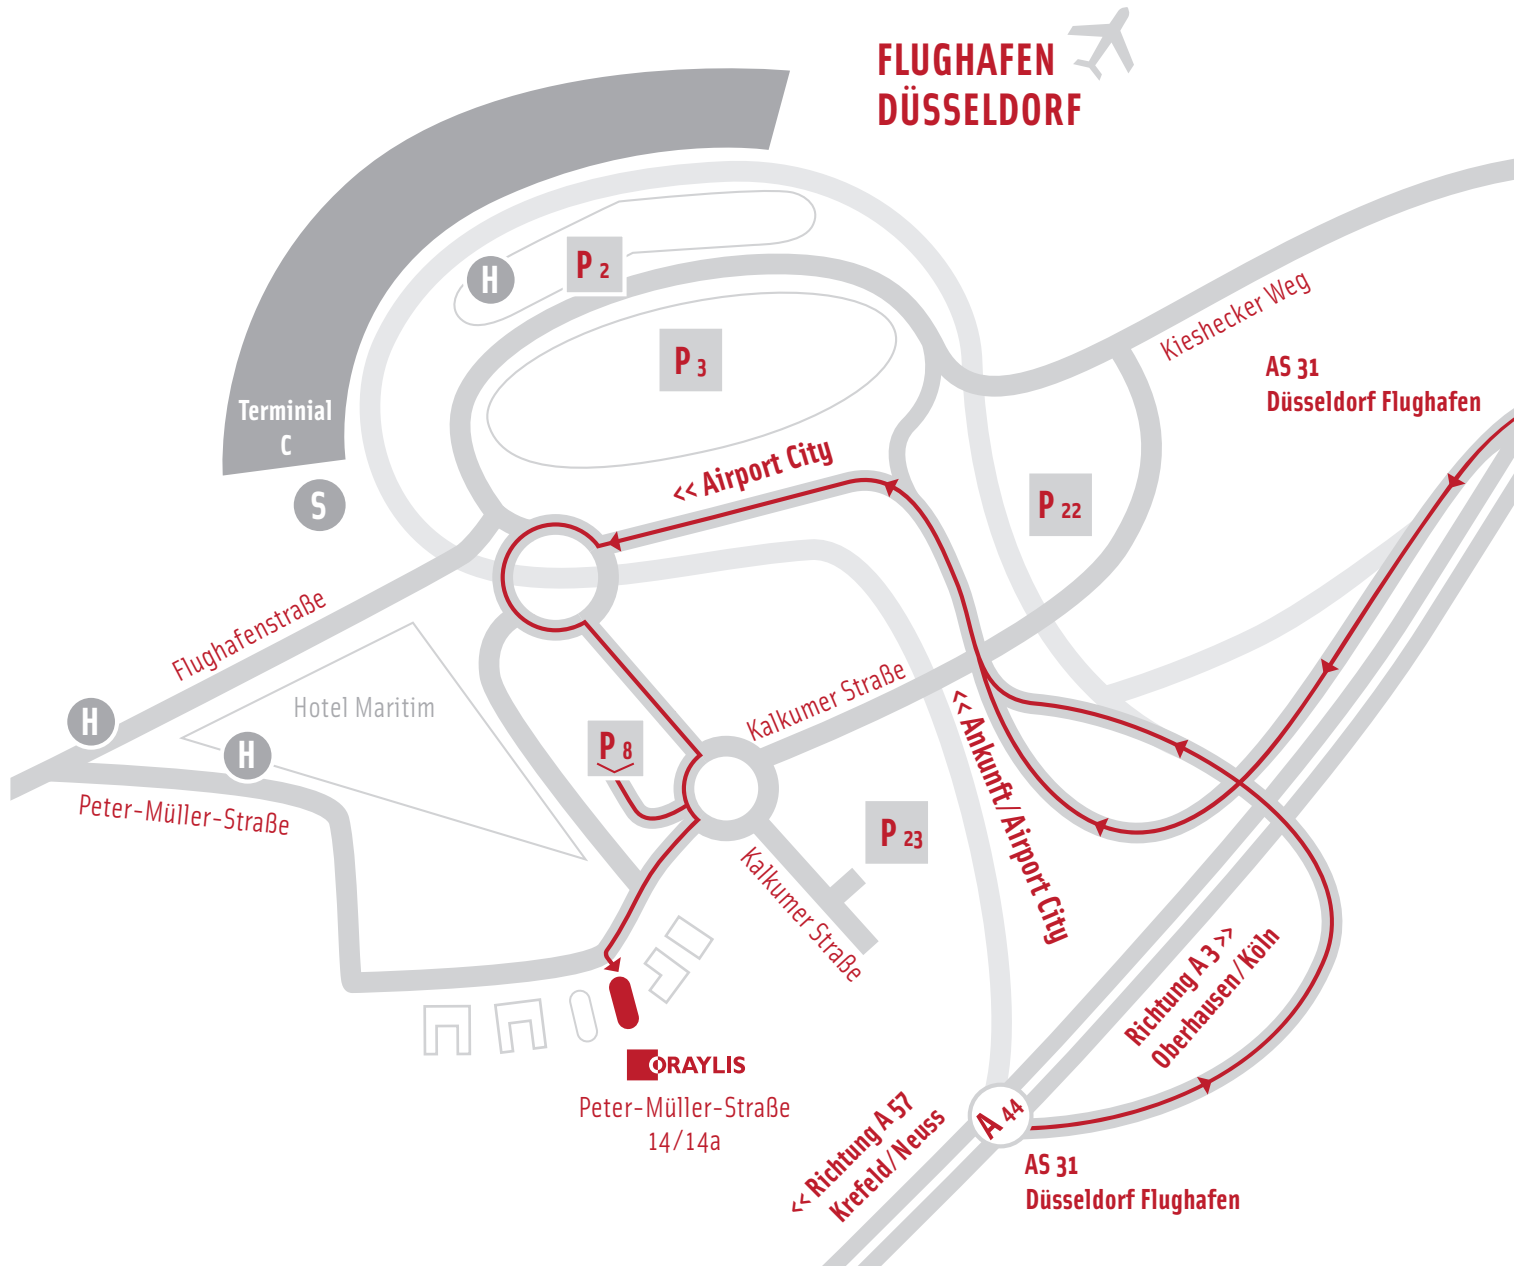 FLUGHAFEN
DÜSSELDORF
H
P 2
P 3
Kieshecker Weg
AS 31
Düsseldorf Flughafen
Terminial
C
<< Airport City
S
P 22
Flughafenstraße
Hotel Maritim
H
H
P 8
Kalkumer Straße
Peter-Müller-Straße
<< Ankunft/Airport City
P 23
Kalkumer Straße
Richtung A 3 >>
Oberhausen/Köln
ORAYLIS
Peter-Müller-Straße
14/14a
<< Richtung A 57
Krefeld/Neuss
A 44
AS 31
Düsseldorf Flughafen